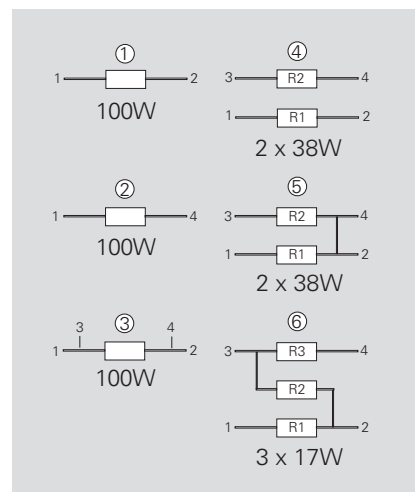 ①
1 2
100W
②
1 4
100W
③
3 4
1 2
100W
④
3 R2 4
1 R1 2
2 x 38W
⑤
3 R2 4
1 R1 2
2 x 38W
⑥
3 R3 4
R2
1 R1 2
3 x 17W